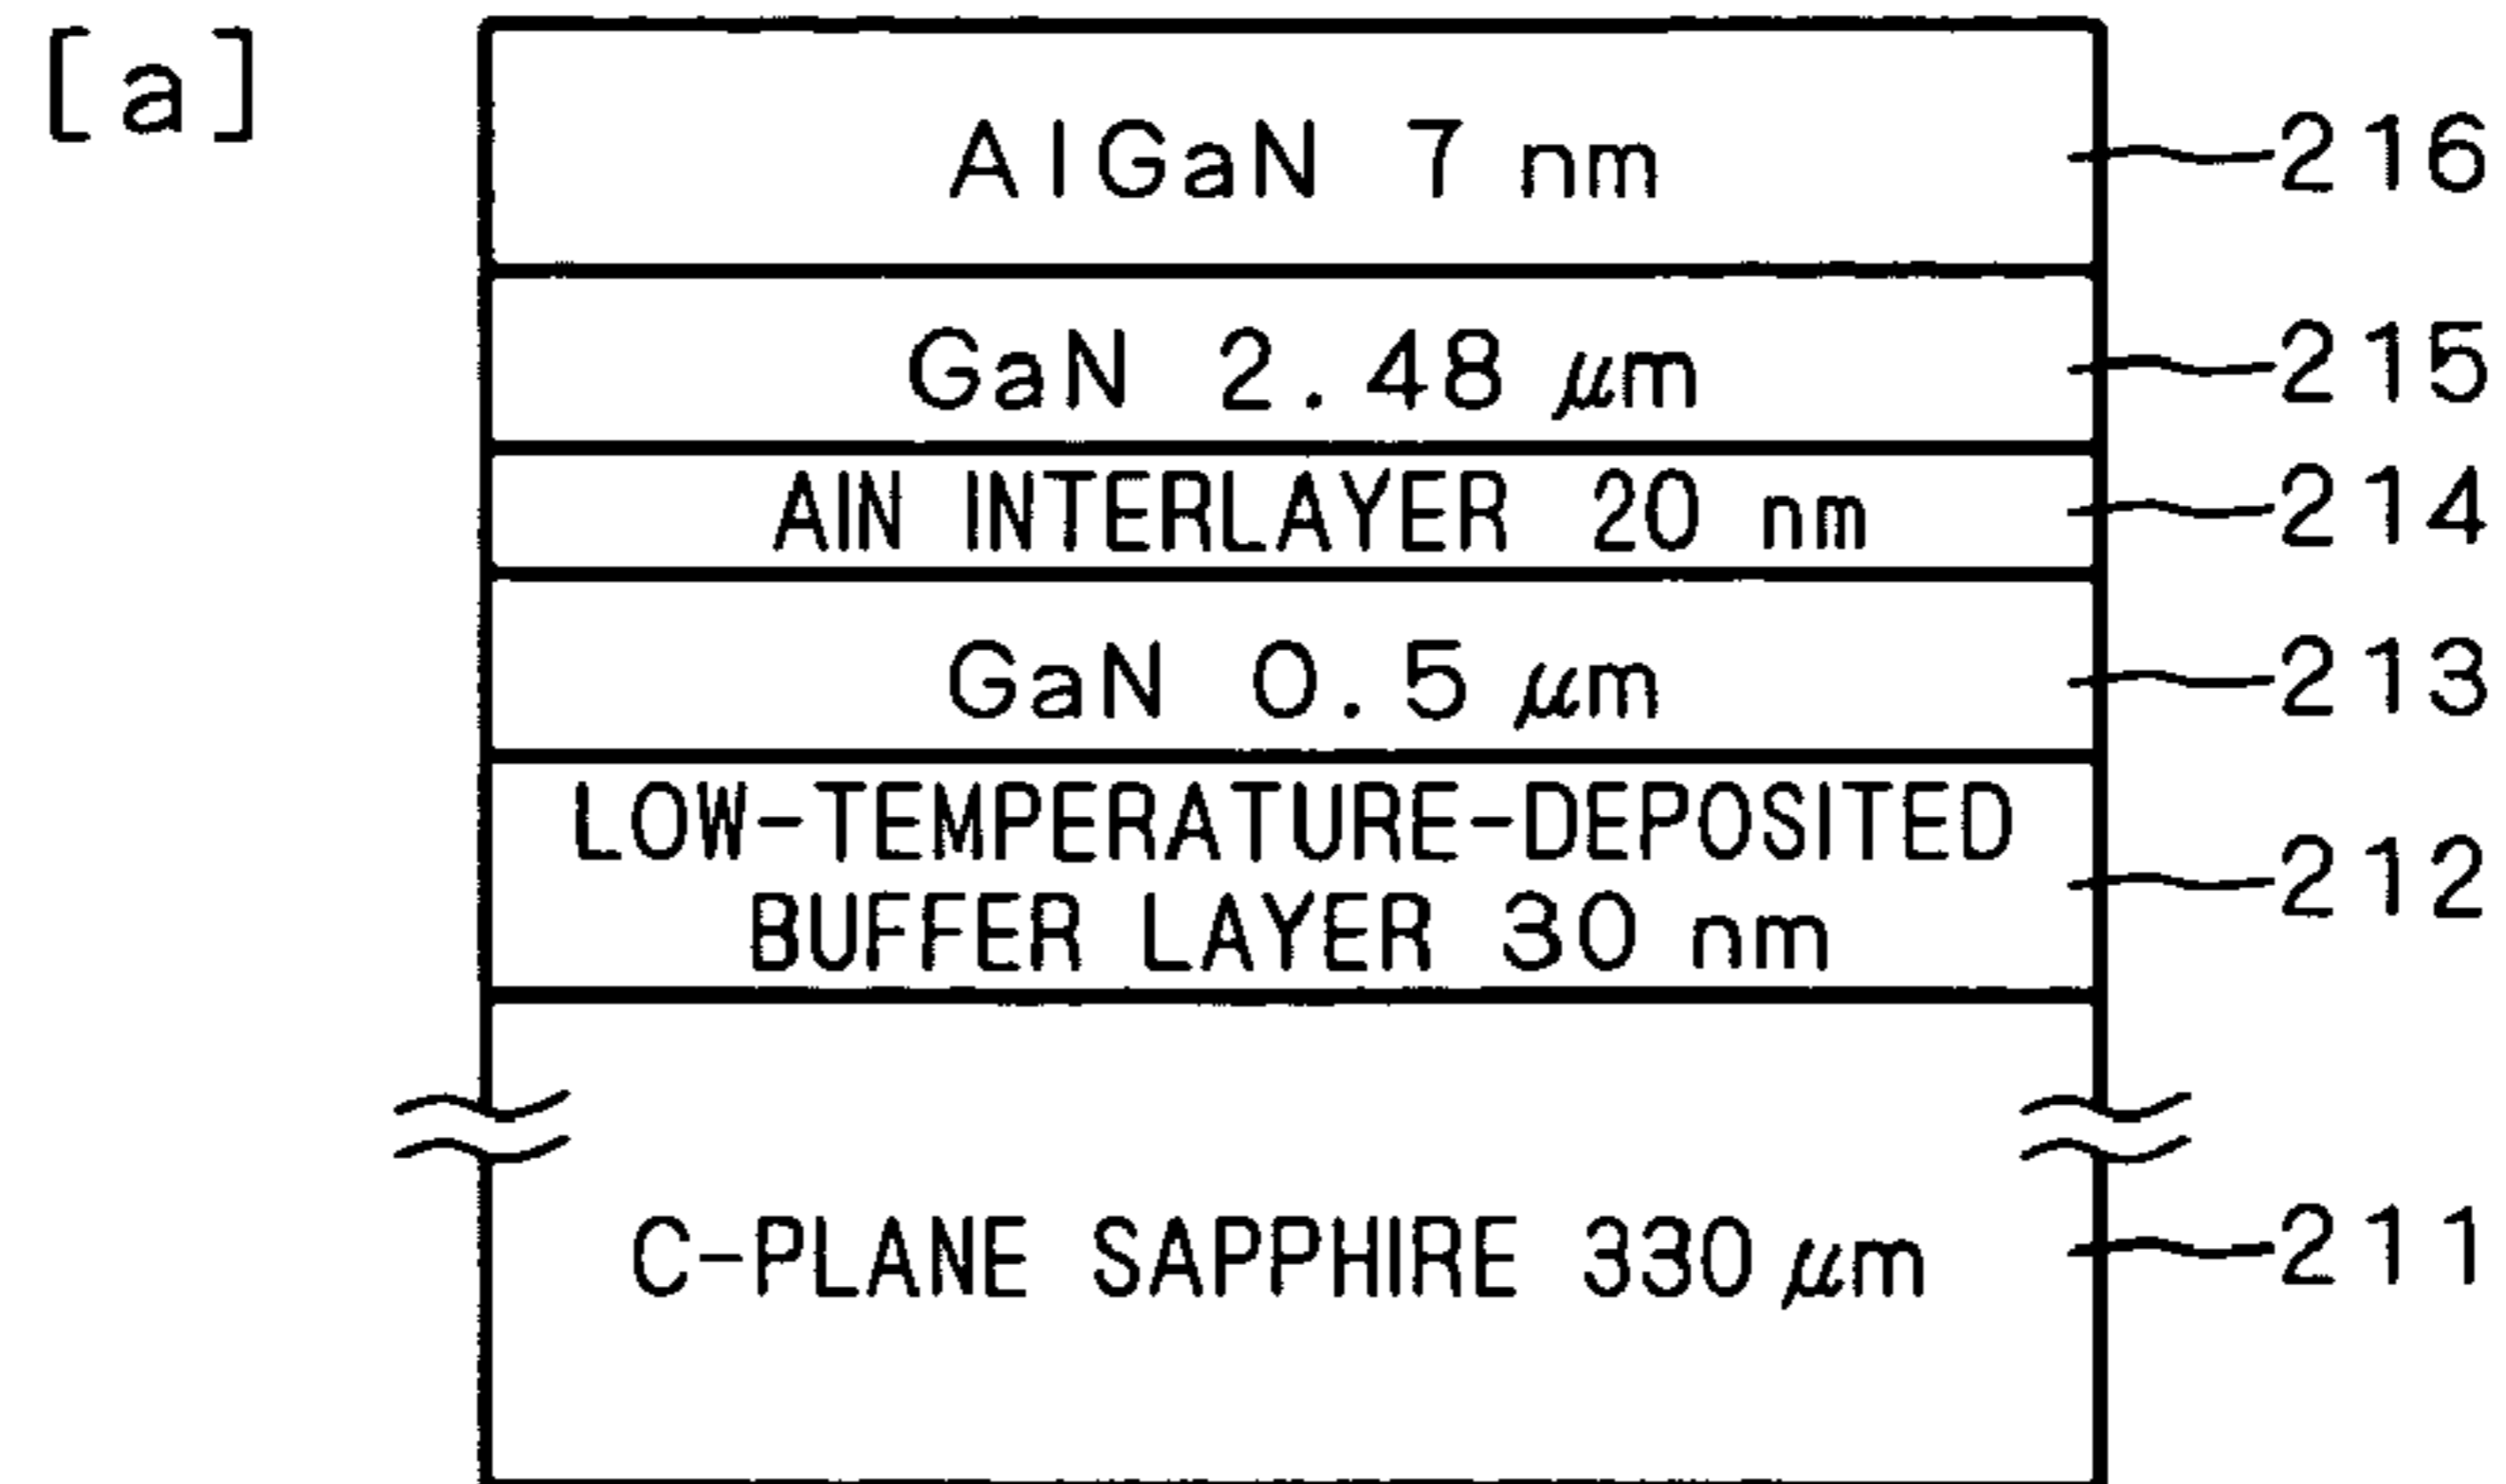 [a]
AlGaN 7 nm 216
GaN 2.48 μm 215
AlN INTERLAYER 20 nm 214
GaN 0.5 μm 213
LOW-TEMPERATURE-DEPOSITED
BUFFER LAYER 30 nm 212
C-PLANE SAPPHIRE 330 μm 211